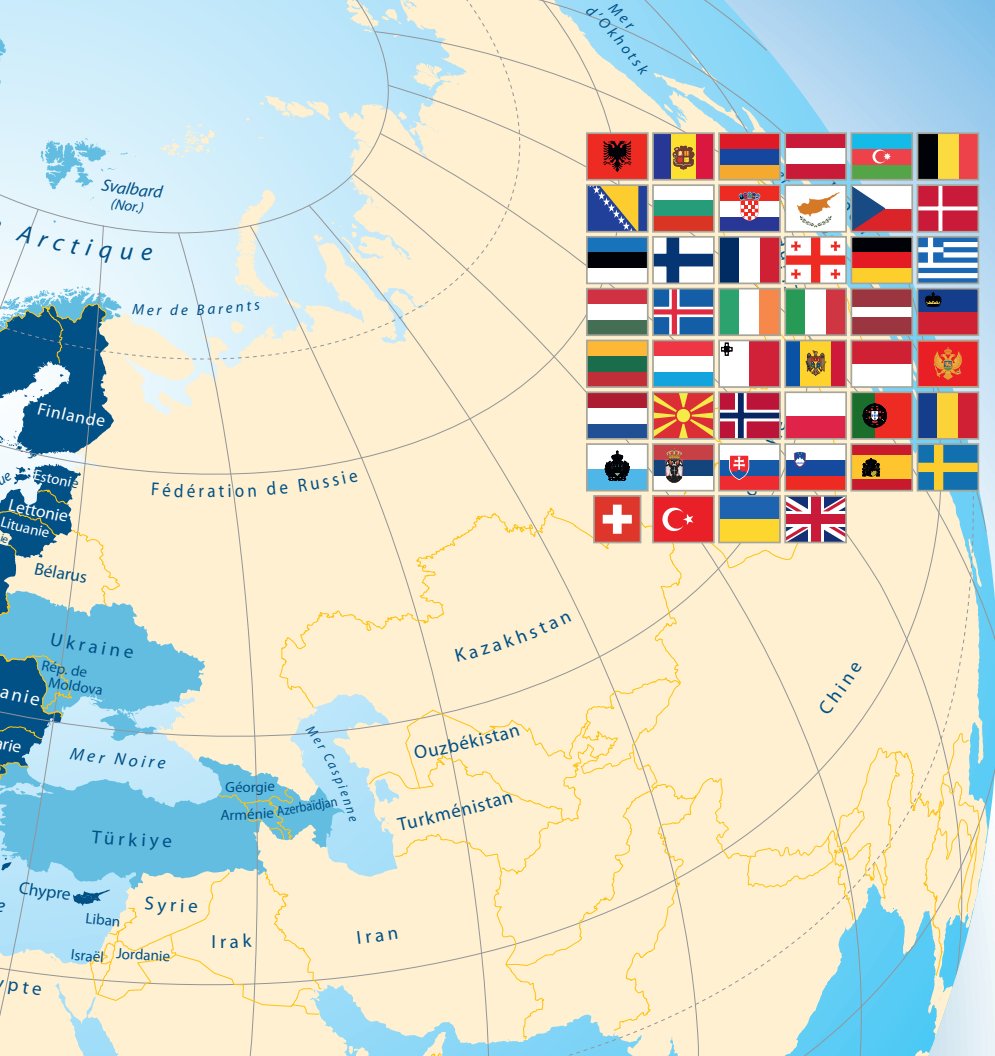 Mer
d'Okhotsk
Svalbard
(Nor.)
Arctique
Mer de Barents
Finlande
Fédération de Russie
Estonie
Lettonie
Lituanie
Bélarus
Kazakhstan
Ukraine
Rép. de
Moldova
Chine
Mer Noire
Mer Caspienne
Ouzbékistan
Géorgie
Arménie
Azerbaïdjan
Turkménistan
Türkiye
Chypre
Syrie
Liban
Irak
Iran
Israël
Jordanie